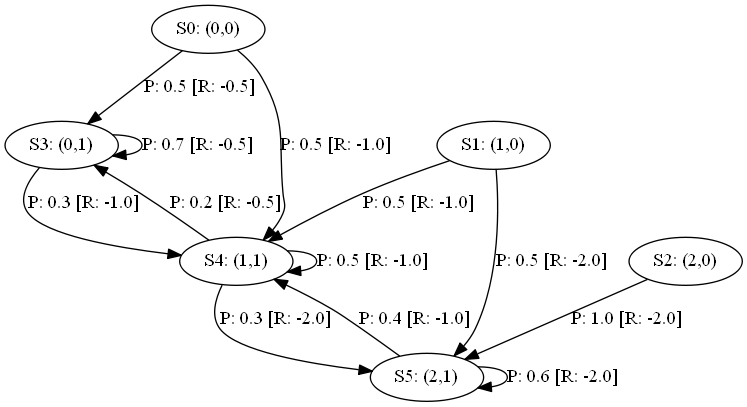 S0: (0,0)
P: 0.5 [R: -0.5]
S3: (0,1)
P: 0.7 [R: -0.5]
P: 0.5 [R: -1.0]
S1: (1,0)
P: 0.3 [R: -1.0]
P: 0.2 [R: -0.5]
P: 0.5 [R: -1.0]
S4: (1,1)
P: 0.5 [R: -1.0]
P: 0.5 [R: -2.0]
S2: (2,0)
P: 0.3 [R: -2.0]
P: 0.4 [R: -1.0]
P: 1.0 [R: -2.0]
S5: (2,1)
P: 0.6 [R: -2.0]